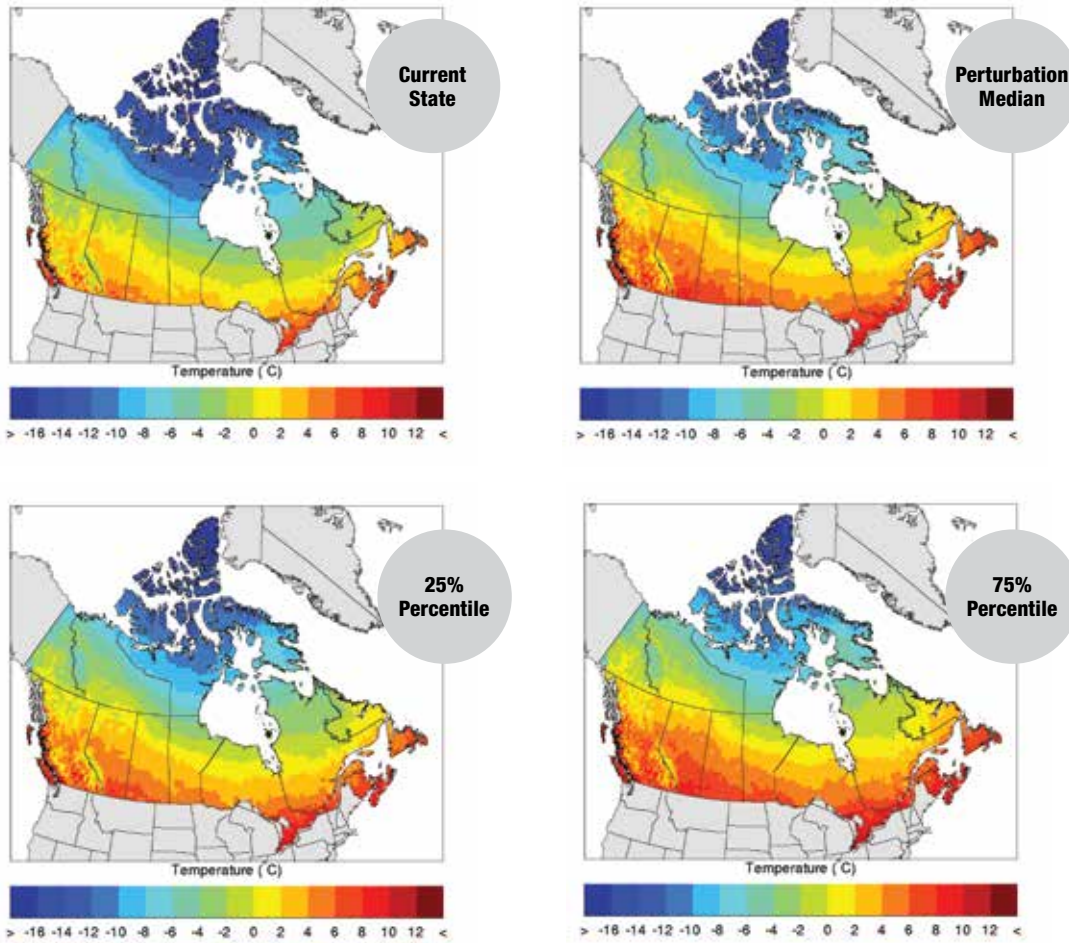 Current
State
Temperature (°C)
> -16 -14 -12 -10 -8 -6 -4 -2 0 2 4 6 8 10 12 <
Perturbation
Median
Temperature (°C)
> -16 -14 -12 -10 -8 -6 -4 -2 0 2 4 6 8 10 12 <
25%
Percentile
Temperature (°C)
> -16 -14 -12 -10 -8 -6 -4 -2 0 2 4 6 8 10 12 <
75%
Percentile
Temperature (°C)
> -16 -14 -12 -10 -8 -6 -4 -2 0 2 4 6 8 10 12 <